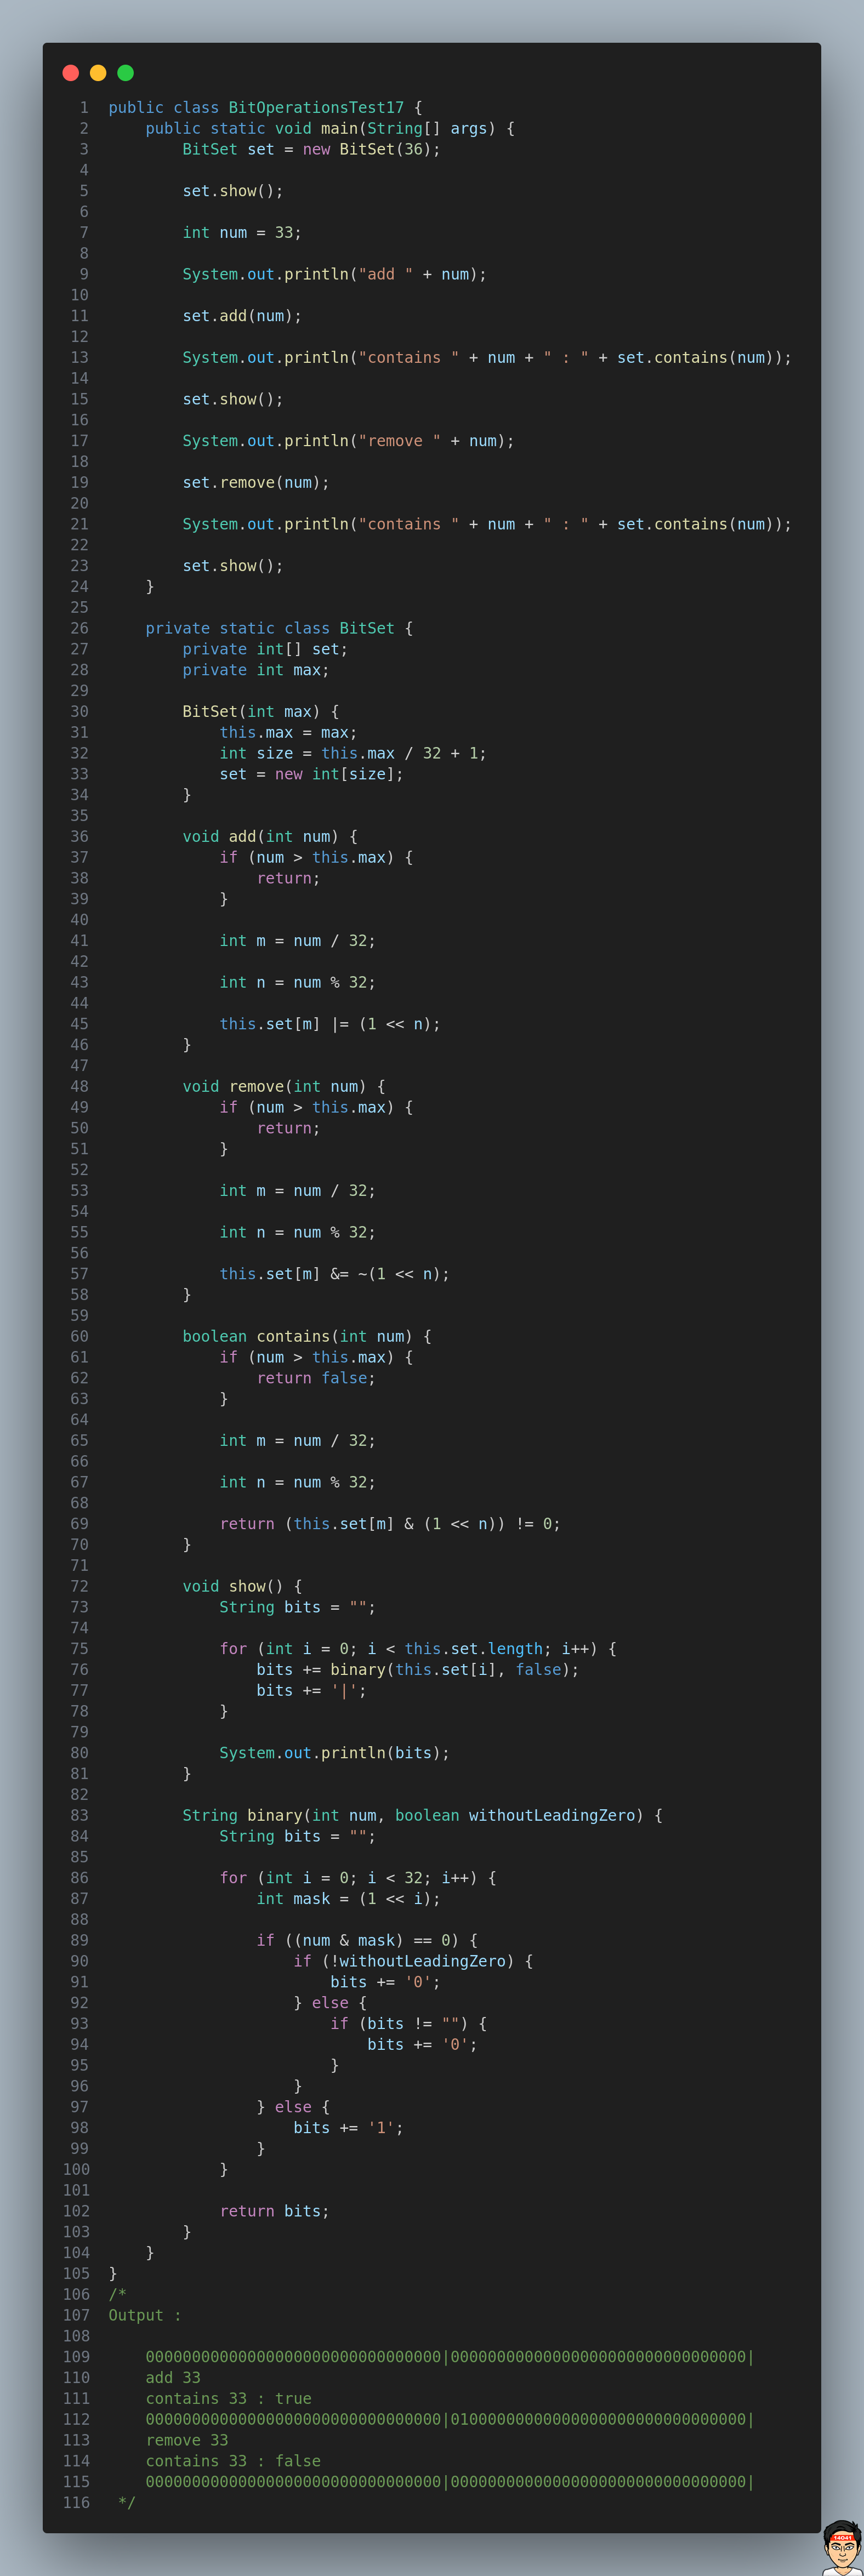 1 public class BitOperationsTest17 {
2     public static void main(String[] args) {
3         BitSet set = new BitSet(36);
4
5         set.show();
6
7         int num = 33;
8
9         System.out.println("add " + num);
10
11         set.add(num);
12
13         System.out.println("contains " + num + " : " + set.contains(num));
14
15         set.show();
16
17         System.out.println("remove " + num);
18
19         set.remove(num);
20
21         System.out.println("contains " + num + " : " + set.contains(num));
22
23         set.show();
24     }
25
26     private static class BitSet {
27         private int[] set;
28         private int max;
29
30         BitSet(int max) {
31             this.max = max;
32             int size = this.max / 32 + 1;
33             set = new int[size];
34         }
35
36         void add(int num) {
37             if (num > this.max) {
38                 return;
39             }
40
41             int m = num / 32;
42
43             int n = num % 32;
44
45             this.set[m] |= (1 << n);
46         }
47
48         void remove(int num) {
49             if (num > this.max) {
50                 return;
51             }
52
53             int m = num / 32;
54
55             int n = num % 32;
56
57             this.set[m] &= ~(1 << n);
58         }
59
60         boolean contains(int num) {
61             if (num > this.max) {
62                 return false;
63             }
64
65             int m = num / 32;
66
67             int n = num % 32;
68
69             return (this.set[m] & (1 << n)) != 0;
70         }
71
72         void show() {
73             String bits = "";
74
75             for (int i = 0; i < this.set.length; i++) {
76                 bits += binary(this.set[i], false);
77                 bits += '|';
78             }
79
80             System.out.println(bits);
81         }
82
83         String binary(int num, boolean withoutLeadingZero) {
84             String bits = "";
85
86             for (int i = 0; i < 32; i++) {
87                 int mask = (1 << i);
88
89                 if ((num & mask) == 0) {
90                     if (!withoutLeadingZero) {
91                         bits += '0';
92                     } else {
93                         if (bits != "") {
94                             bits += '0';
95                         }
96                     }
97                 } else {
98                     bits += '1';
99                 }
100             }
101
102             return bits;
103         }
104     }
105 }
106 /*
107 Output :
108
109     00000000000000000000000000000000|00000000000000000000000000000000|
110     add 33
111     contains 33 : true
112     00000000000000000000000000000000|01000000000000000000000000000000|
113     remove 33
114     contains 33 : false
115     00000000000000000000000000000000|00000000000000000000000000000000|
116  */
14041